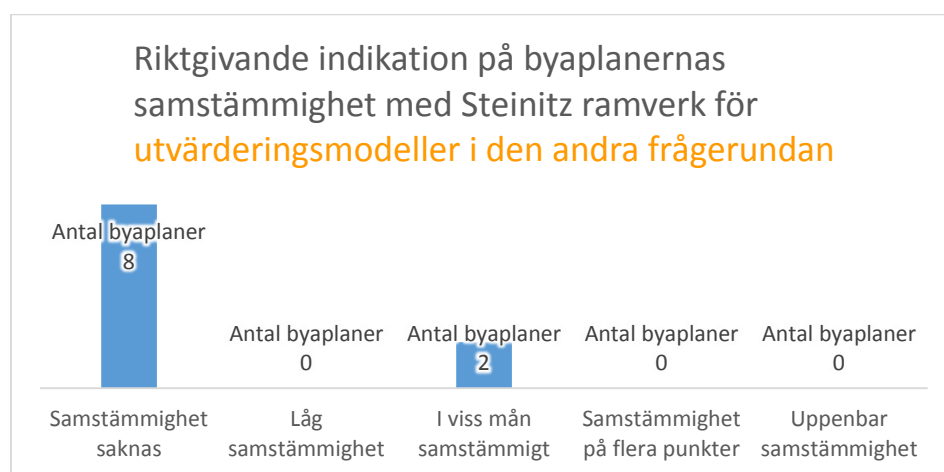 Riktgivande indikation på byaplanernas
samstämmighet med Steinitz ramverk för
utvärderingsmodeller i den andra frågerundan
Antal byaplaner
8
Antal byaplaner
0
Antal byaplaner
2
Antal byaplaner
0
Antal byaplaner
0
Samstämmighet
saknas
Låg
samstämmighet
I viss mån
samstämmigt
Samstämmighet
på flera punkter
Uppenbar
samstämmighet